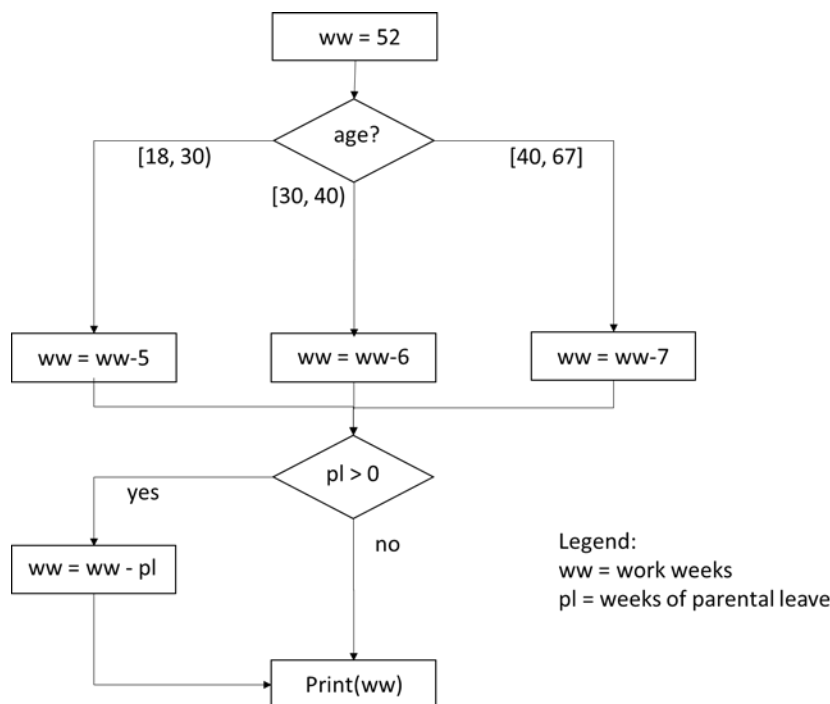 ww = 52
age?
[18, 30)
[30, 40)
[40, 67]
ww = ww-5
ww = ww-6
ww = ww-7
pl > 0
yes
no
ww = ww - pl
Legend:
ww = work weeks
pl = weeks of parental leave
Print(ww)